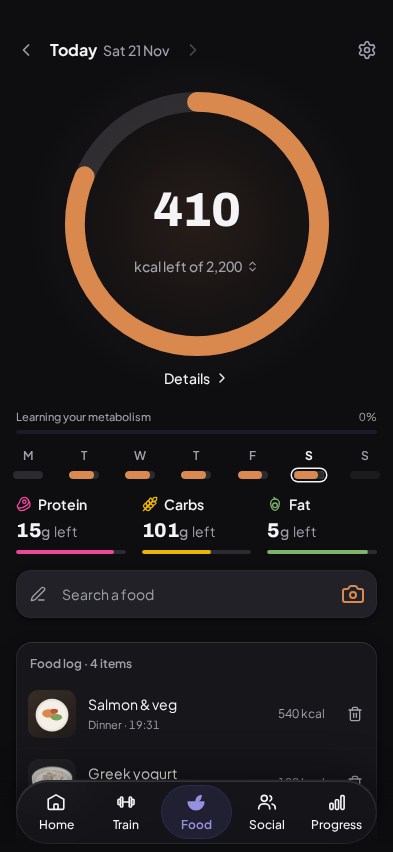 Today Sat 21 Nov
410
kcal left of 2,200
Details
Learning your metabolism 0%
M T W T F S S
Protein Carbs Fat
15g left 101g left 5g left
Search a food
Food log · 4 items
Salmon & veg
540 kcal
Dinner · 19:31
Greek yogurt
Home Train Food Social Progress